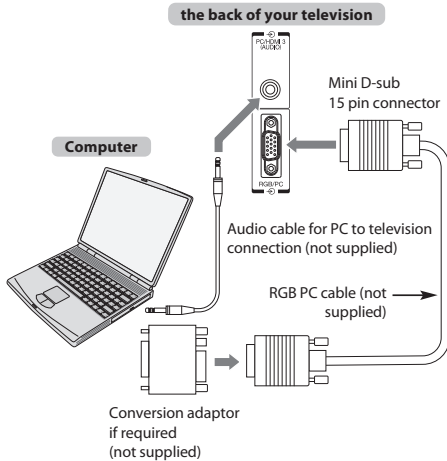 the back of your television
PC/HDMI 3
(AUDIO)
Mini D-sub
15 pin connector
Computer
RGB/PC
Audio cable for PC to television
connection (not supplied)
RGB PC cable (not
supplied)
Conversion adaptor
if required
(not supplied)